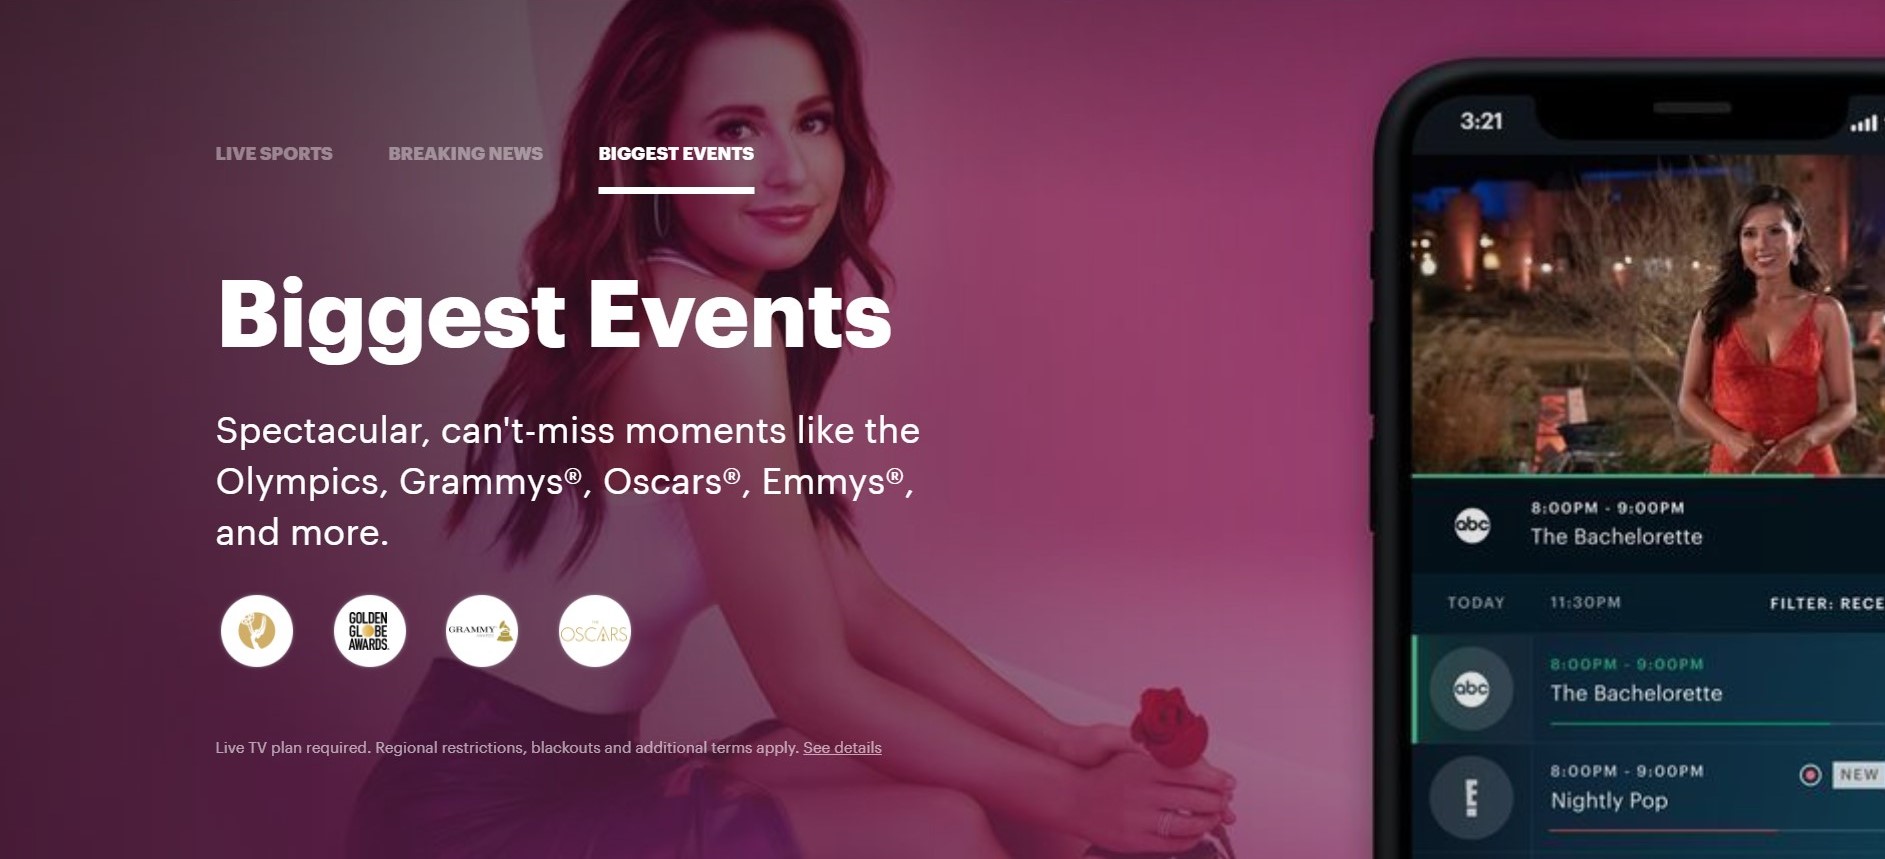 LIVE SPORTS
BREAKING NEWS
BIGGEST EVENTS
Biggest Events
Spectacular, can't-miss moments like the
Olympics, Grammys®, Oscars®, Emmys®,
and more.
GOLDEN
GLOBE
AWARDS.
GRAMMY
THE
OSCARS
Live TV plan required. Regional restrictions, blackouts and additional terms apply. See details
3:21
abc
8:00PM - 9:00PM
The Bachelorette
TODAY
11:30PM
FILTER: RECE
abc
8:00PM - 9:00PM
The Bachelorette
E
8:00PM - 9:00PM
NEW
Nightly Pop